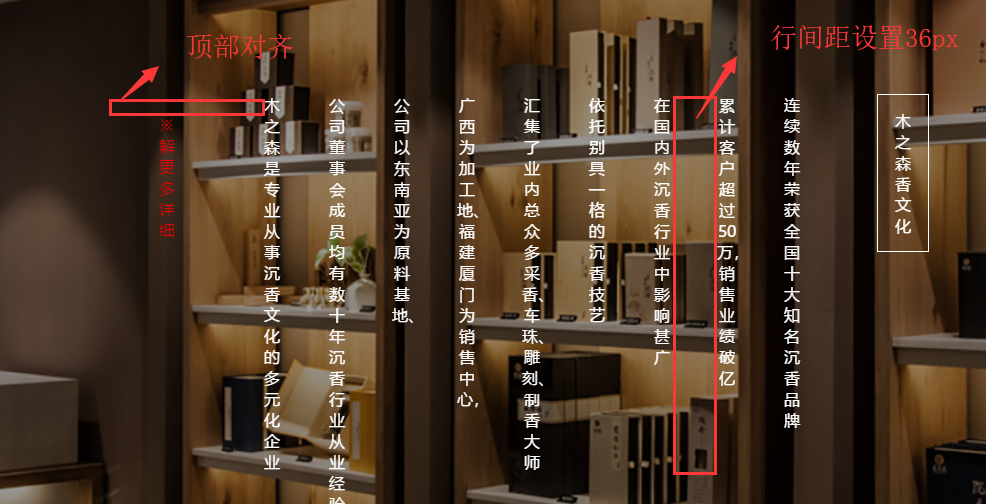 顶部对齐
行间距设置36px
木之森香文化
木之森是专业从事沉香文化的多元化企业
公司董事会成员均有数十年沉香行业从业经验
公司以东南亚为原料基地、
广西为加工地、福建厦门为销售中心,
汇集了业内总众多采香、车珠、雕刻、制香大师
依托别具一格的沉香技艺
在国内外沉香行业中影响甚广
累计客户超过50万,销售业绩破亿
连续数年荣获全国十大知名沉香品牌
※解更多详细